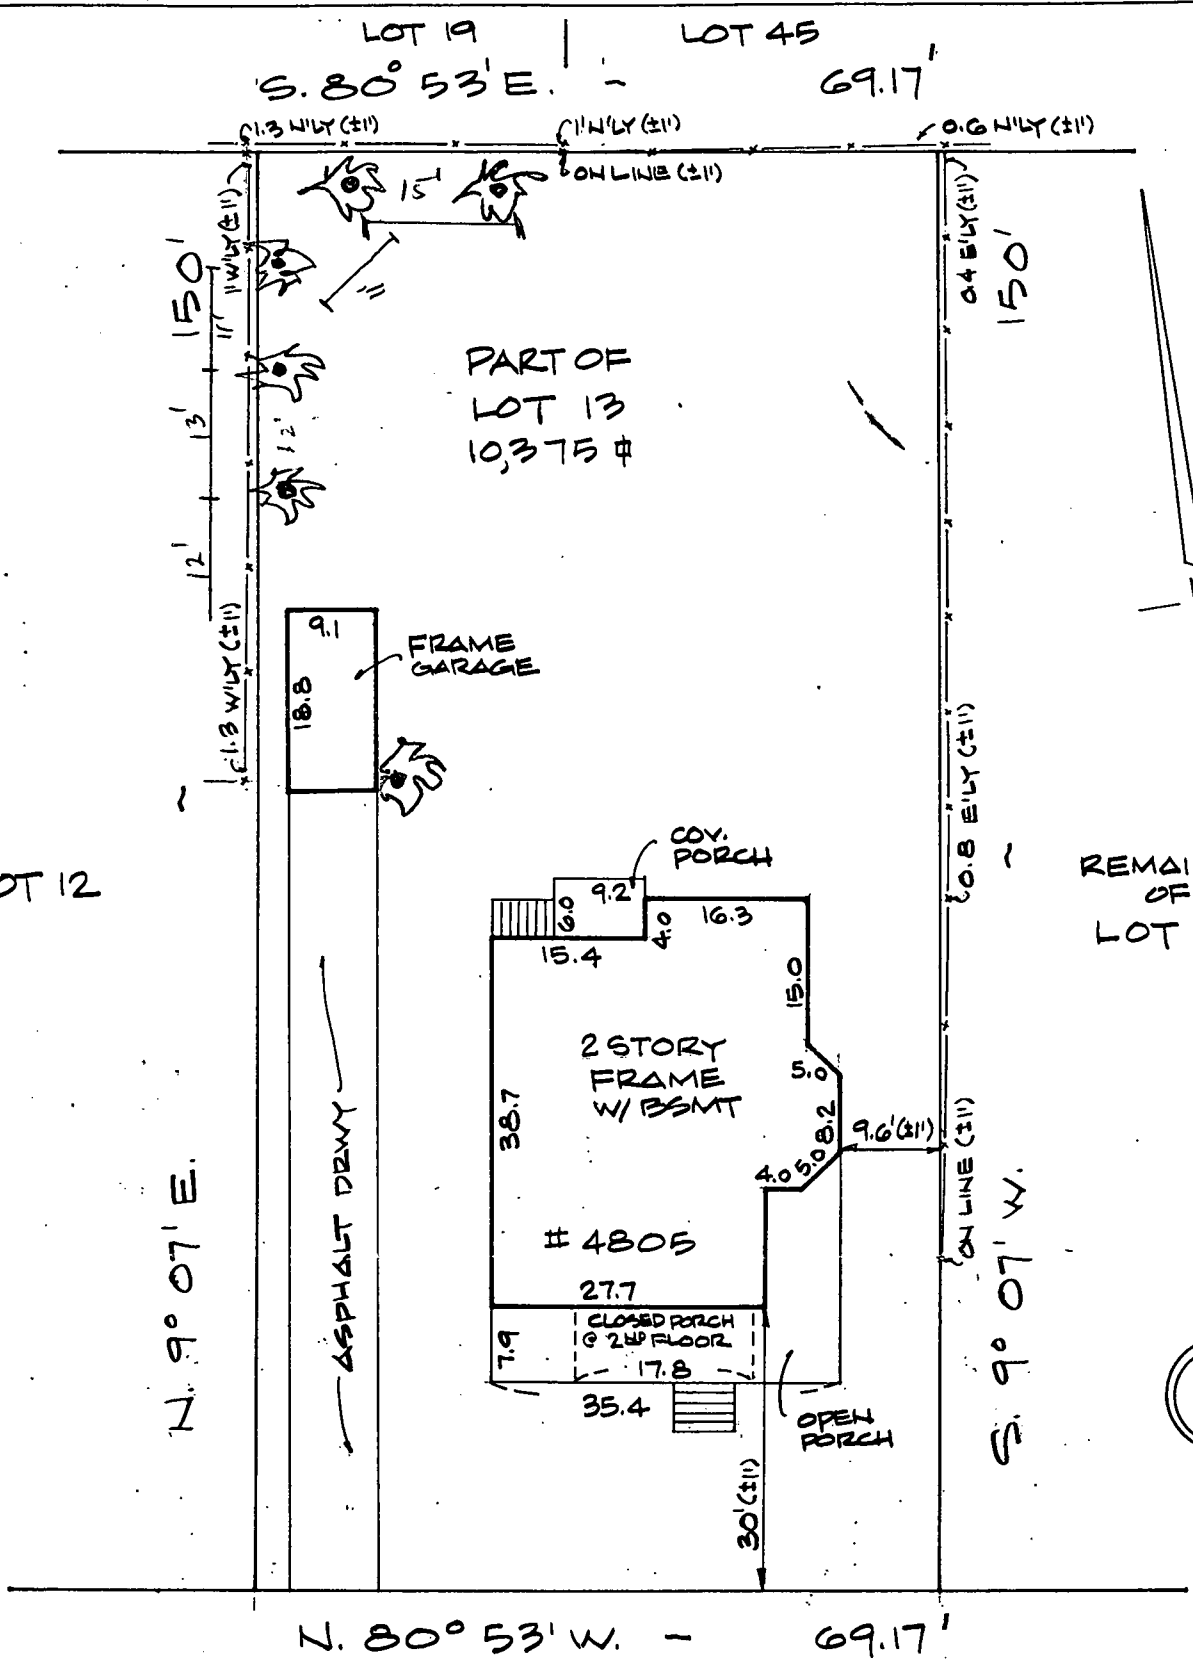 LOT 19 | LOT 45
S. 80° 53' E. - 69.17'
1.3 N'LY (±1')
1' N'LY (±1')
0.6 N'LY (±1')
ON LINE (±1')
15'
1' W'LY (±1')
0.4 E'LY (±1')
150'
150'
11'
11'
PART OF
LOT 13
10,375 ⌗
13'
12'
12'
1.3 W'LY (±1')
9.1
18.8
FRAME
GARAGE
~
0.8 E'LY (±1')
~
COV.
PORCH
OT 12
REMAI
OF
LOT
9.2'
6.0
4.0
16.3
15.4
15.0
2 STORY
FRAME
W/ BSMT
5.0
8.2
9.6' (±1')
38.7
5.0
4.0
ON LINE (±1')
ASPHALT DRWY
N. 9° 07' E.
S. 9° 07' W.
# 4805
27.7
CLOSED PORCH
@ 2ND FLOOR
7.9
17.8
35.4
OPEN
PORCH
30' (±1')
N. 80° 53' W. - 69.17'